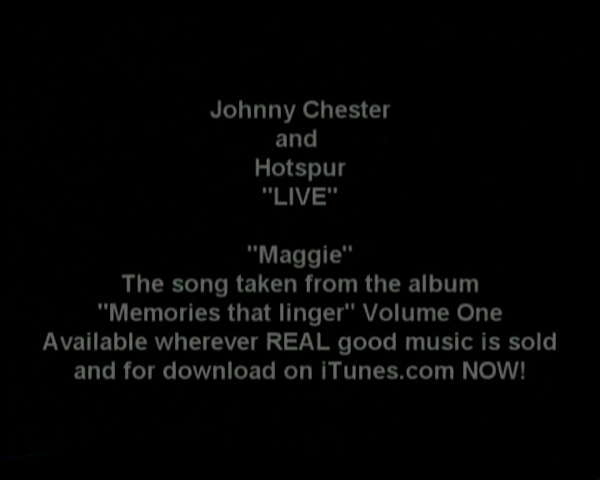 Johnny Chester
and
Hotspur
"LIVE"
"Maggie"
The song taken from the album
"Memories that linger" Volume One
Available wherever REAL good music is sold
and for download on iTunes.com NOW!